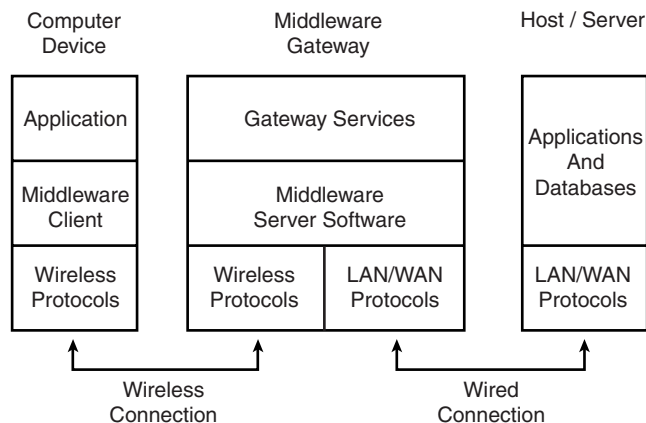 Computer
Device
Middleware
Gateway
Host / Server
Application
Gateway Services
Applications
And
Databases
Middleware
Client
Middleware
Server Software
Wireless
Protocols
Wireless
Protocols
LAN/WAN
Protocols
LAN/WAN
Protocols
Wireless
Connection
Wired
Connection